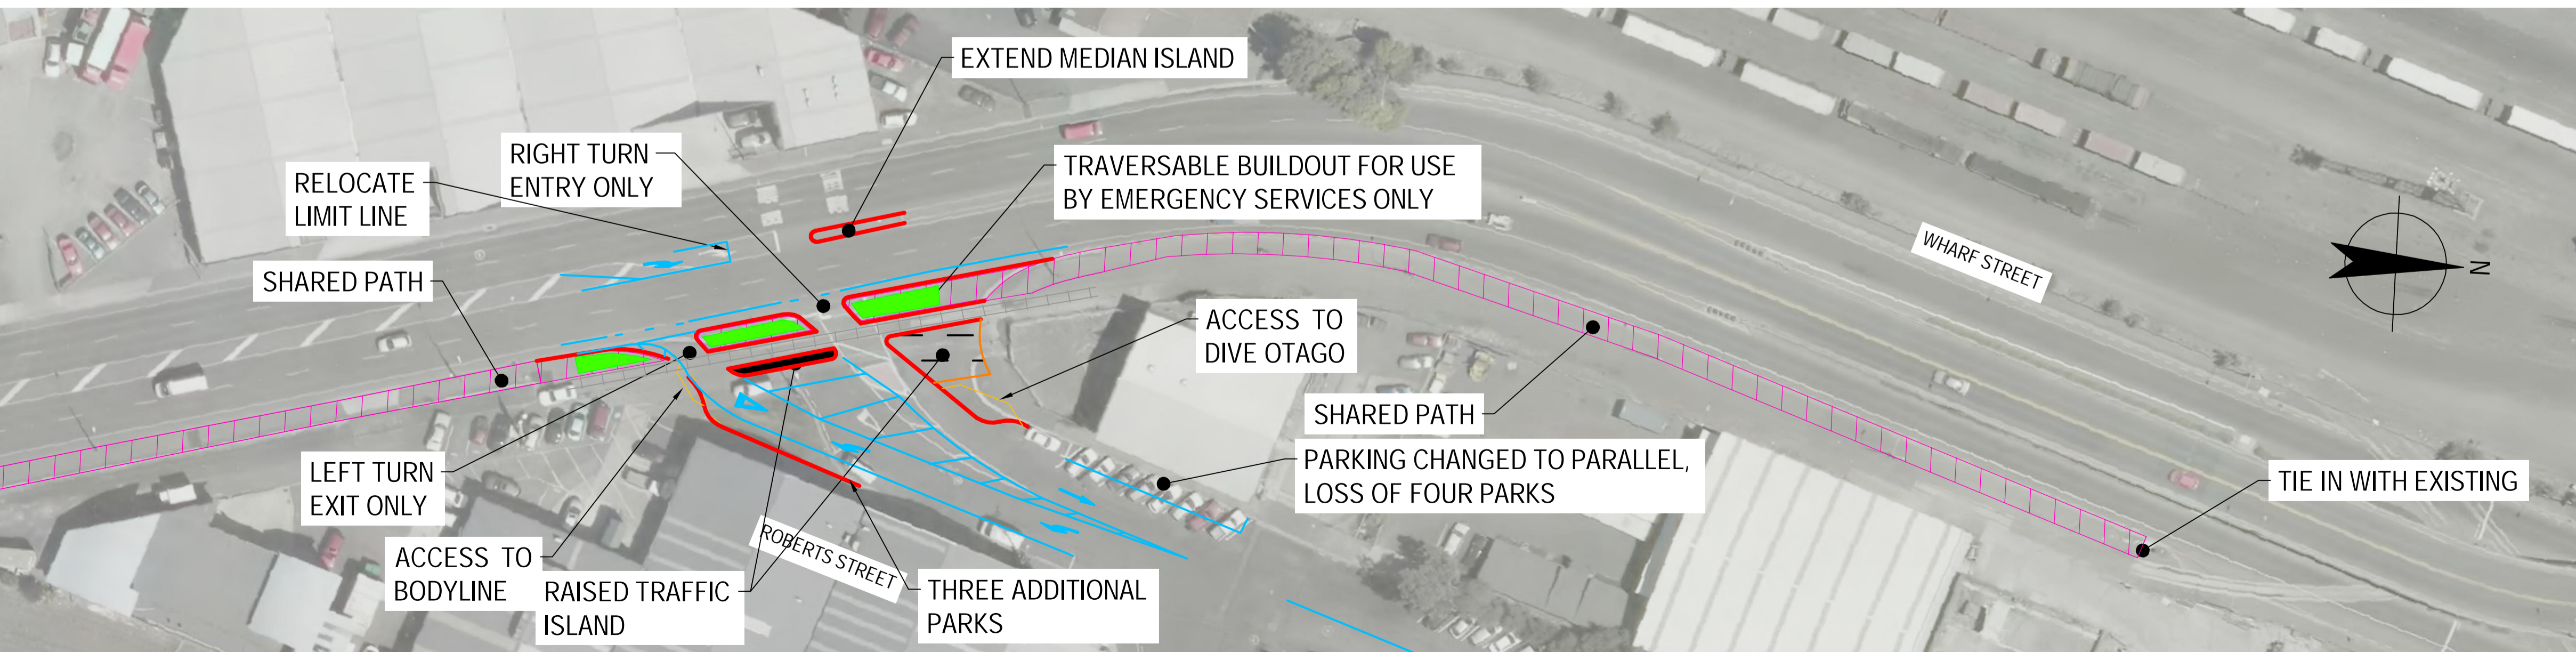 EXTEND MEDIAN ISLAND
RIGHT TURN
ENTRY ONLY
TRAVERSABLE BUILDOUT FOR USE
BY EMERGENCY SERVICES ONLY
RELOCATE
LIMIT LINE
SHARED PATH
WHARF STREET
N
ACCESS TO
DIVE OTAGO
SHARED PATH
LEFT TURN
EXIT ONLY
PARKING CHANGED TO PARALLEL,
LOSS OF FOUR PARKS
TIE IN WITH EXISTING
ACCESS TO
BODYLINE
RAISED TRAFFIC
ISLAND
ROBERTS STREET
THREE ADDITIONAL
PARKS